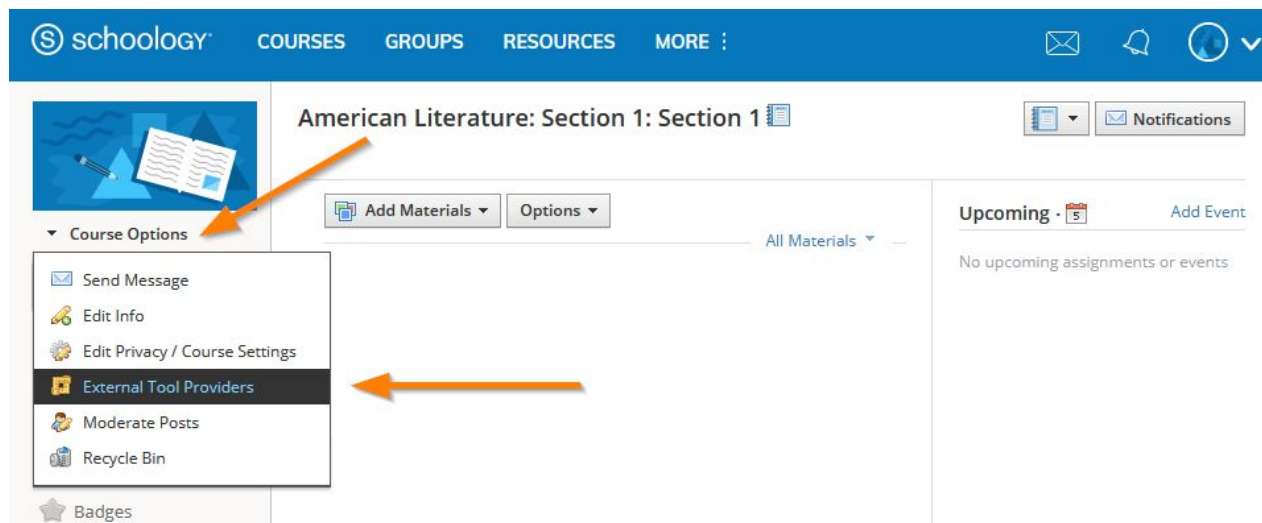 S schoology COURSES GROUPS RESOURCES MORE
American Literature: Section 1: Section 1
Notifications
Add Materials Options
All Materials
Upcoming · 5 Add Event
No upcoming assignments or events
Course Options
Send Message
Edit Info
Edit Privacy / Course Settings
External Tool Providers
Moderate Posts
Recycle Bin
Badges